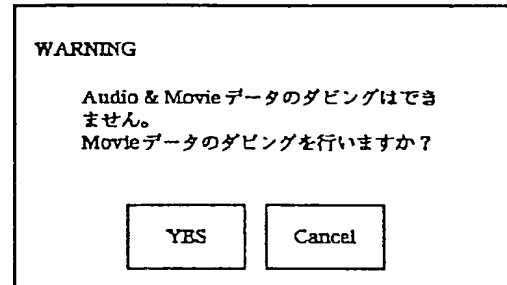 WARNING
Audio & Movieデータのダビングはでき
ません。
Movieデータのダビングを行いますか？
YES
Cancel